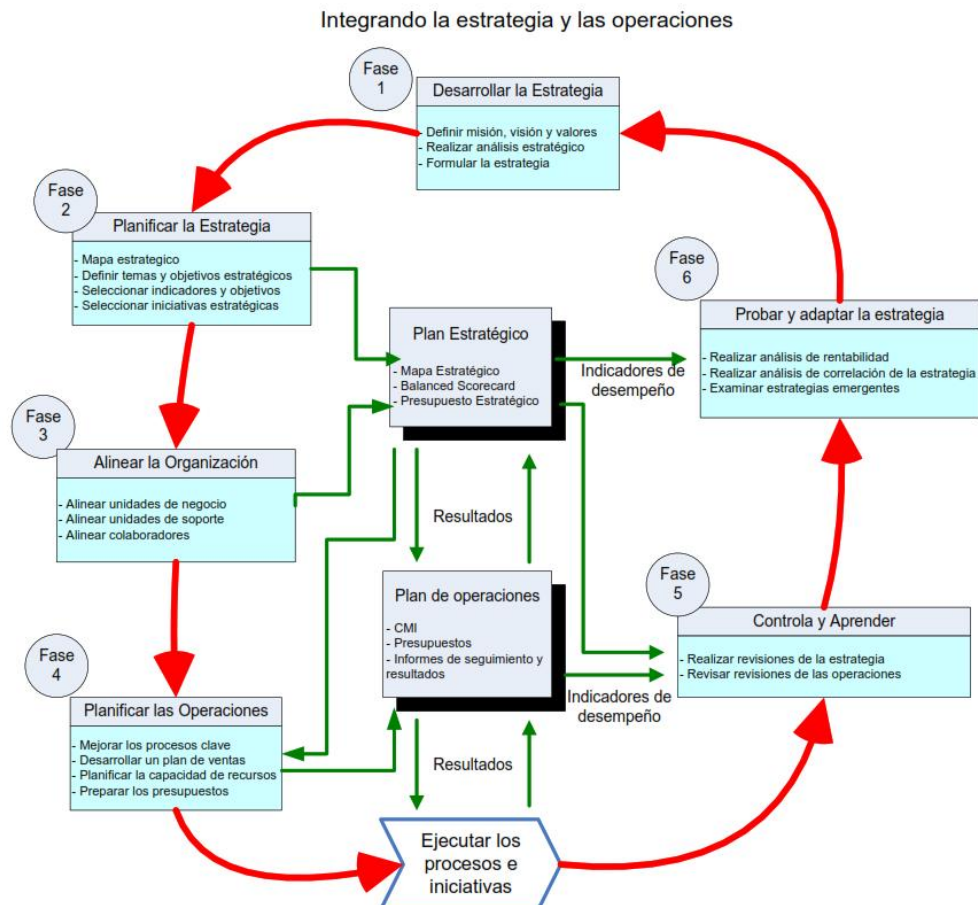 Integrando la estrategia y las operaciones
Fase
1
Desarrollar la Estrategia
- Definir misión, visión y valores
- Realizar análisis estratégico
- Formular la estrategia
Fase
2
Planificar la Estrategia
- Mapa estrategico
- Definir temas y objetivos estratégicos
- Seleccionar indicadores y objetivos
- Seleccionar iniciativas estratégicas
Fase
3
Alinear la Organización
- Alinear unidades de negocio
- Alinear unidades de soporte
- Alinear colaboradores
Fase
4
Planificar las Operaciones
- Mejorar los procesos clave
- Desarrollar un plan de ventas
- Planificar la capacidad de recursos
- Preparar los presupuestos
Plan Estratégico
- Mapa Estratégico
- Balanced Scorecard
- Presupuesto Estratégico
Indicadores de
desempeño
Resultados
Plan de operaciones
- CMI
- Presupuestos
- Informes de seguimiento y
resultados
Indicadores de
desempeño
Resultados
Ejecutar los
procesos e
iniciativas
Fase
5
Controla y Aprender
- Realizar revisiones de la estrategia
- Revisar revisiones de las operaciones
Fase
6
Probar y adaptar la estrategia
- Realizar análisis de rentabilidad
- Realizar análisis de correlación de la estrategia
- Examinar estrategias emergentes